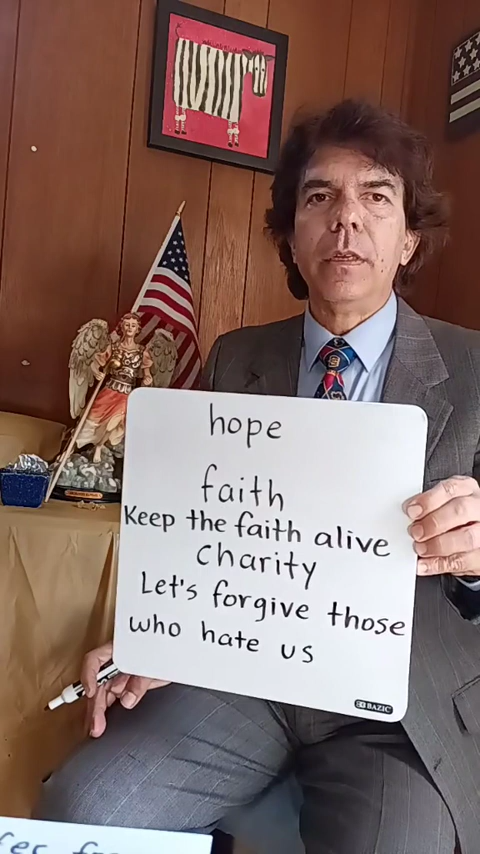 hope
faith
Keep the faith alive
Charity
Let's forgive those
who hate us
BAZIC